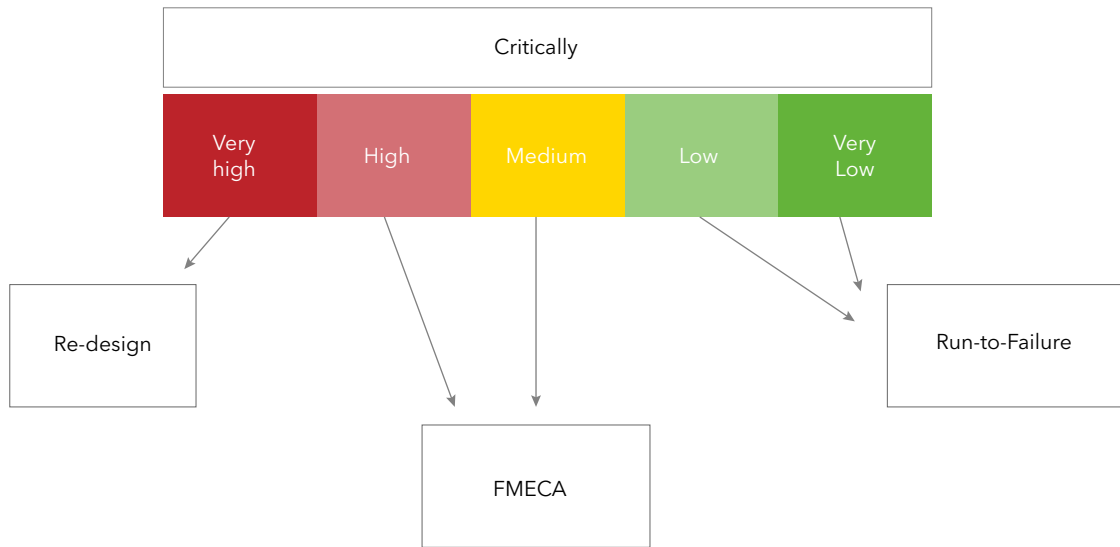 Critically
Very
high
High
Medium
Low
Very
Low
Re-design
Run-to-Failure
FMECA